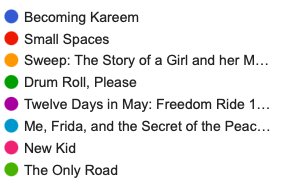 Becoming Kareem
Small Spaces
Sweep: The Story of a Girl and her M...
Drum Roll, Please
Twelve Days in May: Freedom Ride 1...
Me, Frida, and the Secret of the Peac...
New Kid
The Only Road